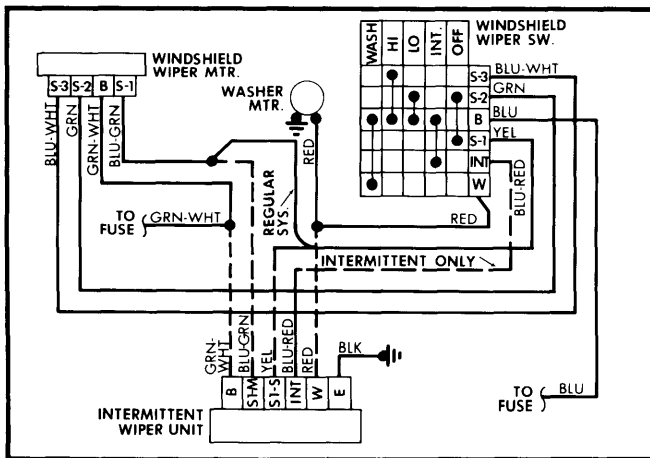 WINDSHIELD
WIPER SW.
WASH
HI
LO
INT.
OFF
WINDSHIELD
WIPER MTR.
S-3 S-2 B S-1
WASHER
MTR.
S-3 BLU-WHT
S-2 GRN
B BLU
S-1 YEL
INT
W
BLU-WHT
GRN
GRN-WHT
BLU-GRN
RED
BLU-RED
REGULAR
SYS.
RED
TO
FUSE
GRN-WHT
INTERMITTENT ONLY
GRN-
WHT
BLU-GRN
YEL
BLU-RED
RED
BLK
B S1-M S1-S INT W E
INTERMITTENT
WIPER UNIT
TO
FUSE
BLU